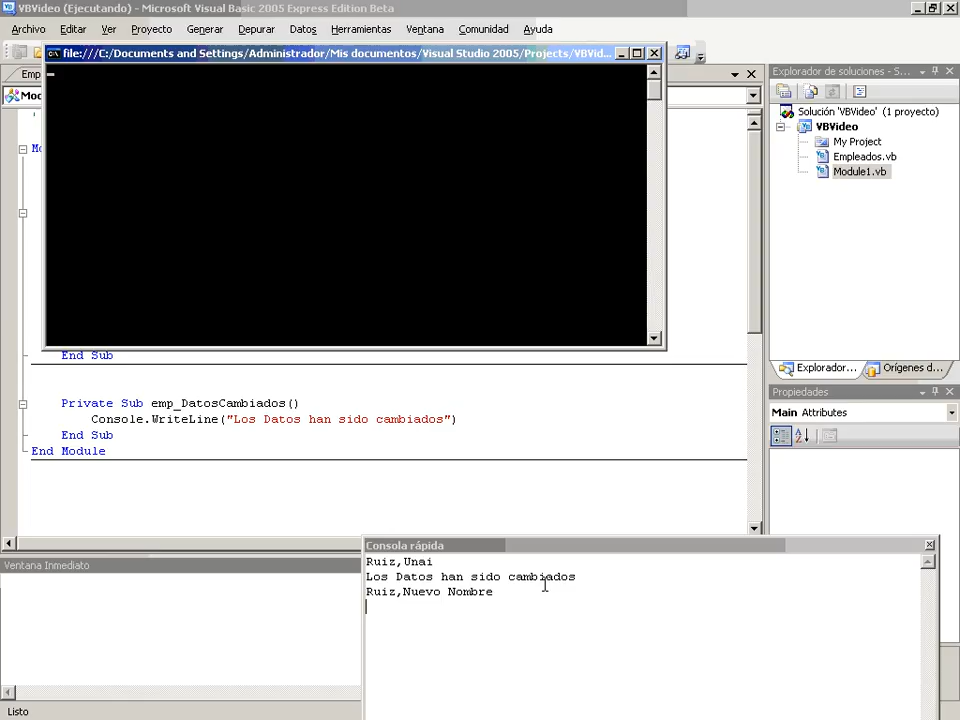 VBVideo (Ejecutando) - Microsoft Visual Basic 2005 Express Edition Beta
Archivo Editar Ver Proyecto Generar Depurar Datos Herramientas Ventana Comunidad Ayuda
file:///C:/Documents and Settings/Administrador/Mis documentos/Visual Studio 2005/Projects/VBVid...
Emp
Mod
Mo
End Sub
Private Sub emp_DatosCambiados()
Console.WriteLine("Los Datos han sido cambiados")
End Sub
End Module
Explorador de soluciones - S...
Solución 'VBVideo' (1 proyecto)
VBVideo
My Project
Empleados.vb
Module1.vb
Explorador... Orígenes d...
Propiedades
Main Attributes
Ventana Inmediato
Consola rápida
Ruiz,Unai
Los Datos han sido cambiados
Ruiz,Nuevo Nombre
Listo